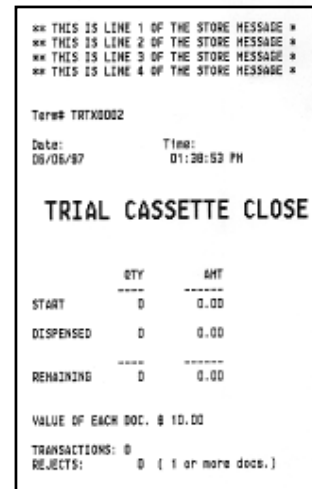 ** THIS IS LINE 1 OF THE STORE MESSAGE *
** THIS IS LINE 2 OF THE STORE MESSAGE *
** THIS IS LINE 3 OF THE STORE MESSAGE *
** THIS IS LINE 4 OF THE STORE MESSAGE *
Term# TRTX0002
Date: Time:
06/06/97 01:38:53 PM
TRIAL CASSETTE CLOSE
QTY AMT
---- ------
START 0 0.00
DISPENSED 0 0.00
---- ------
REMAINING 0 0.00
VALUE OF EACH DOC. $ 10.00
TRANSACTIONS: 0
REJECTS: 0 ( 1 or more docs.)